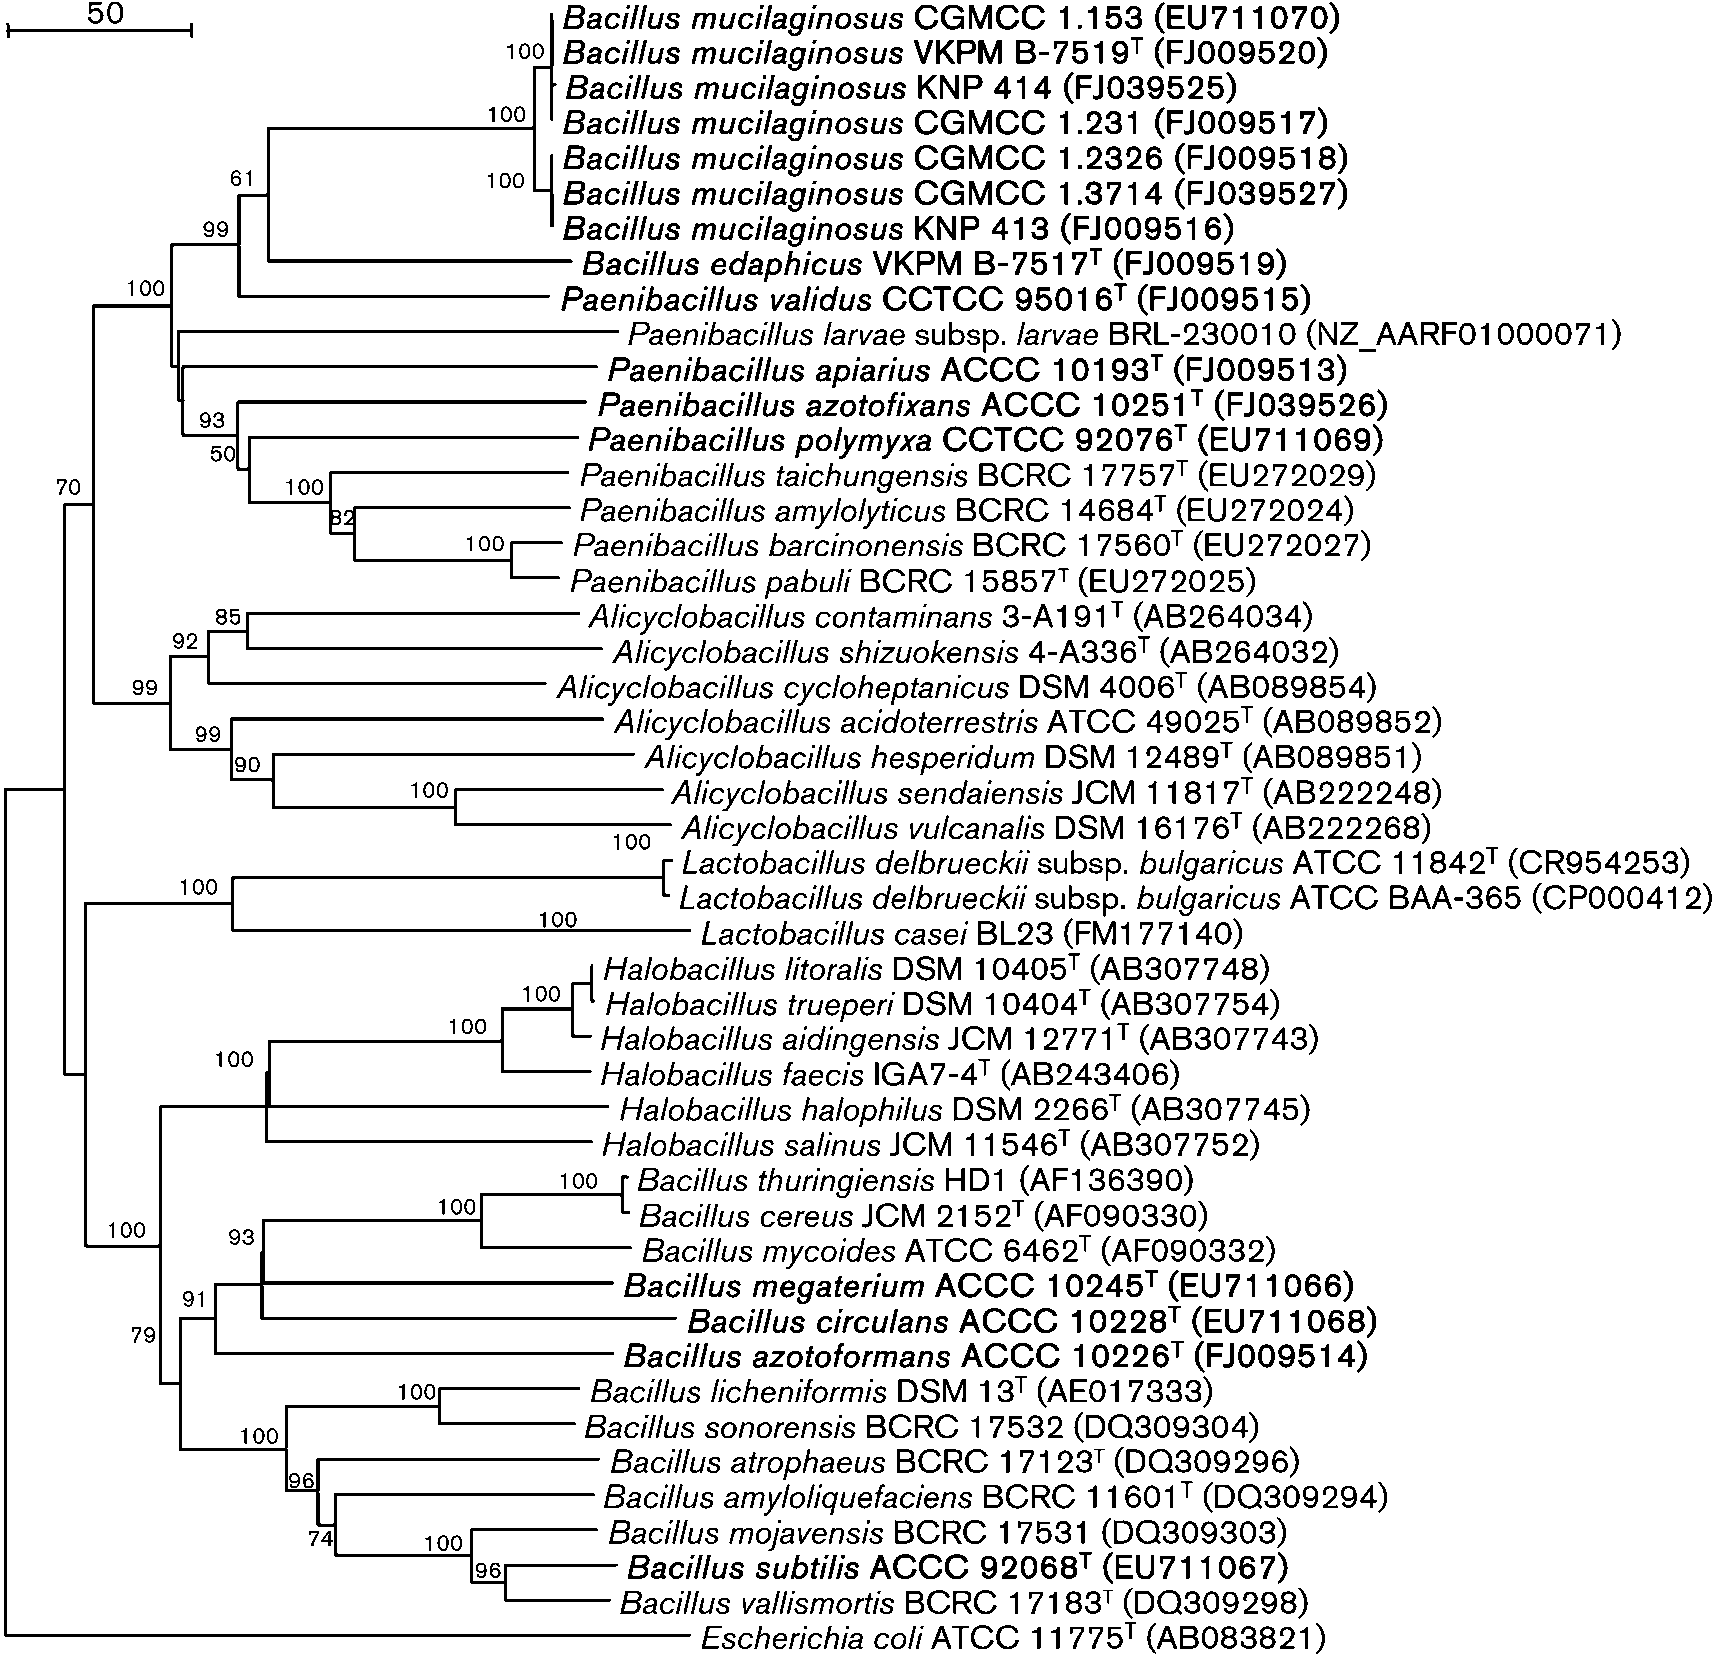 50
Bacillus mucilaginosus CGMCC 1.153 (EU711070)
100
Bacillus mucilaginosus VKPM B-7519T (FJ009520)
Bacillus mucilaginosus KNP 414 (FJ039525)
100
Bacillus mucilaginosus CGMCC 1.231 (FJ009517)
Bacillus mucilaginosus CGMCC 1.2326 (FJ009518)
61
100
Bacillus mucilaginosus CGMCC 1.3714 (FJ039527)
99
Bacillus mucilaginosus KNP 413 (FJ009516)
Bacillus edaphicus VKPM B-7517T (FJ009519)
100
Paenibacillus validus CCTCC 95016T (FJ009515)
Paenibacillus larvae subsp. larvae BRL-230010 (NZ_AARF01000071)
Paenibacillus apiarius ACCC 10193T (FJ009513)
93
Paenibacillus azotofixans ACCC 10251T (FJ039526)
50
Paenibacillus polymyxa CCTCC 92076T (EU711069)
70
100
Paenibacillus taichungensis BCRC 17757T (EU272029)
82
Paenibacillus amylolyticus BCRC 14684T (EU272024)
100
Paenibacillus barcinonensis BCRC 17560T (EU272027)
Paenibacillus pabuli BCRC 15857T (EU272025)
85
Alicyclobacillus contaminans 3-A191T (AB264034)
92
Alicyclobacillus shizuokensis 4-A336T (AB264032)
99
Alicyclobacillus cycloheptanicus DSM 4006T (AB089854)
99
Alicyclobacillus acidoterrestris ATCC 49025T (AB089852)
90
Alicyclobacillus hesperidum DSM 12489T (AB089851)
100
Alicyclobacillus sendaiensis JCM 11817T (AB222248)
Alicyclobacillus vulcanalis DSM 16176T (AB222268)
100
Lactobacillus delbrueckii subsp. bulgaricus ATCC 11842T (CR954253)
100
Lactobacillus delbrueckii subsp. bulgaricus ATCC BAA-365 (CP000412)
100
Lactobacillus casei BL23 (FM177140)
Halobacillus litoralis DSM 10405T (AB307748)
100
Halobacillus trueperi DSM 10404T (AB307754)
100
Halobacillus aidingensis JCM 12771T (AB307743)
100
Halobacillus faecis IGA7-4T (AB243406)
Halobacillus halophilus DSM 2266T (AB307745)
Halobacillus salinus JCM 11546T (AB307752)
100
Bacillus thuringiensis HD1 (AF136390)
100
Bacillus cereus JCM 2152T (AF090330)
100
93
Bacillus mycoides ATCC 6462T (AF090332)
Bacillus megaterium ACCC 10245T (EU711066)
91
Bacillus circulans ACCC 10228T (EU711068)
79
Bacillus azotoformans ACCC 10226T (FJ009514)
100
Bacillus licheniformis DSM 13T (AE017333)
100
Bacillus sonorensis BCRC 17532 (DQ309304)
Bacillus atrophaeus BCRC 17123T (DQ309296)
96
Bacillus amyloliquefaciens BCRC 11601T (DQ309294)
74
100
Bacillus mojavensis BCRC 17531 (DQ309303)
96
Bacillus subtilis ACCC 92068T (EU711067)
Bacillus vallismortis BCRC 17183T (DQ309298)
Escherichia coli ATCC 11775T (AB083821)